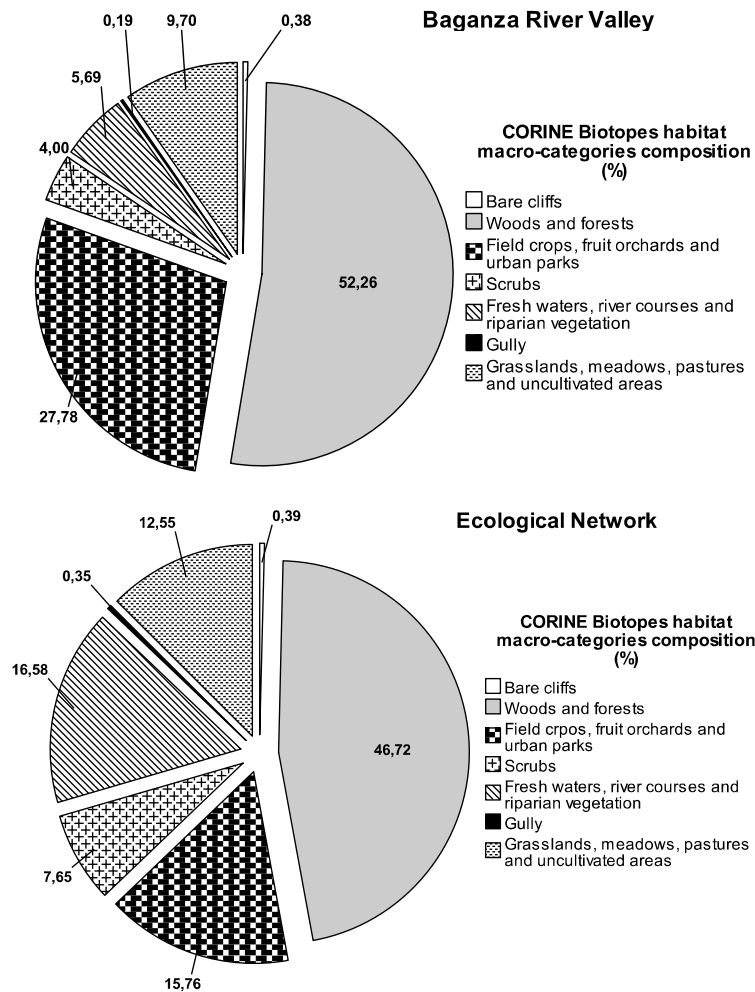 0,19
9,70
0,38
Baganza River Valley
5,69
4,00
CORINE Biotopes habitat
macro-categories composition
(%)
Bare cliffs
Woods and forests
Field crops, fruit orchards and
urban parks
Scrubs
Fresh waters, river courses and
riparian vegetation
Gully
Grasslands, meadows, pastures
and uncultivated areas
52,26
27,78
12,55
0,39
Ecological Network
0,35
16,58
CORINE Biotopes habitat
macro-categories composition
(%)
Bare cliffs
Woods and forests
Field crpos, fruit orchards and
urban parks
Scrubs
Fresh waters, river courses and
riparian vegetation
Gully
Grasslands, meadows, pastures
and uncultivated areas
46,72
7,65
15,76